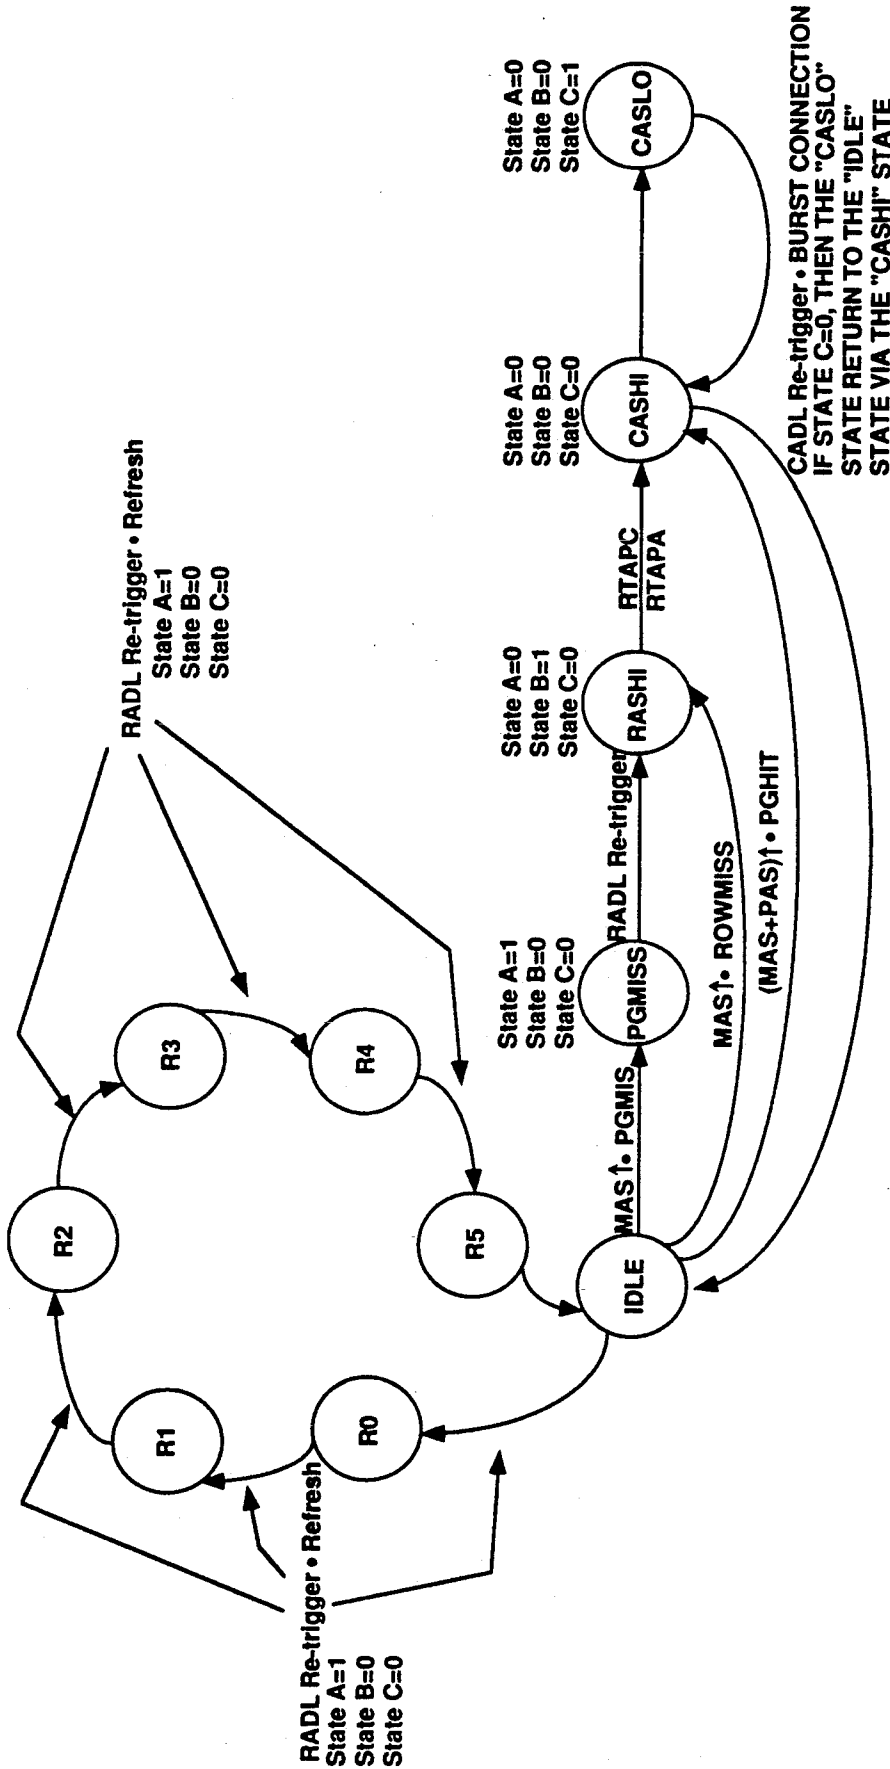 RADL Re-trigger • Refresh
State A=1
State B=0
State C=0
RADL Re-trigger • Refresh
State A=1
State B=0
State C=0
R0
R1
R2
R3
R4
R5
IDLE
MAS↑• PGMIS
State A=1
State B=0
State C=0
PGMISS
RADL Re-trigger
State A=0
State B=1
State C=0
RASHI
RTAPC
RTAPA
State A=0
State B=0
State C=0
CASHI
State A=0
State B=0
State C=1
CASLO
MAS↑• ROWMISS
(MAS+PAS)↑• PGHIT
CADL Re-trigger • BURST CONNECTION
IF STATE C=0, THEN THE "CASLO"
STATE RETURN TO THE "IDLE"
STATE VIA THE "CASHI" STATE